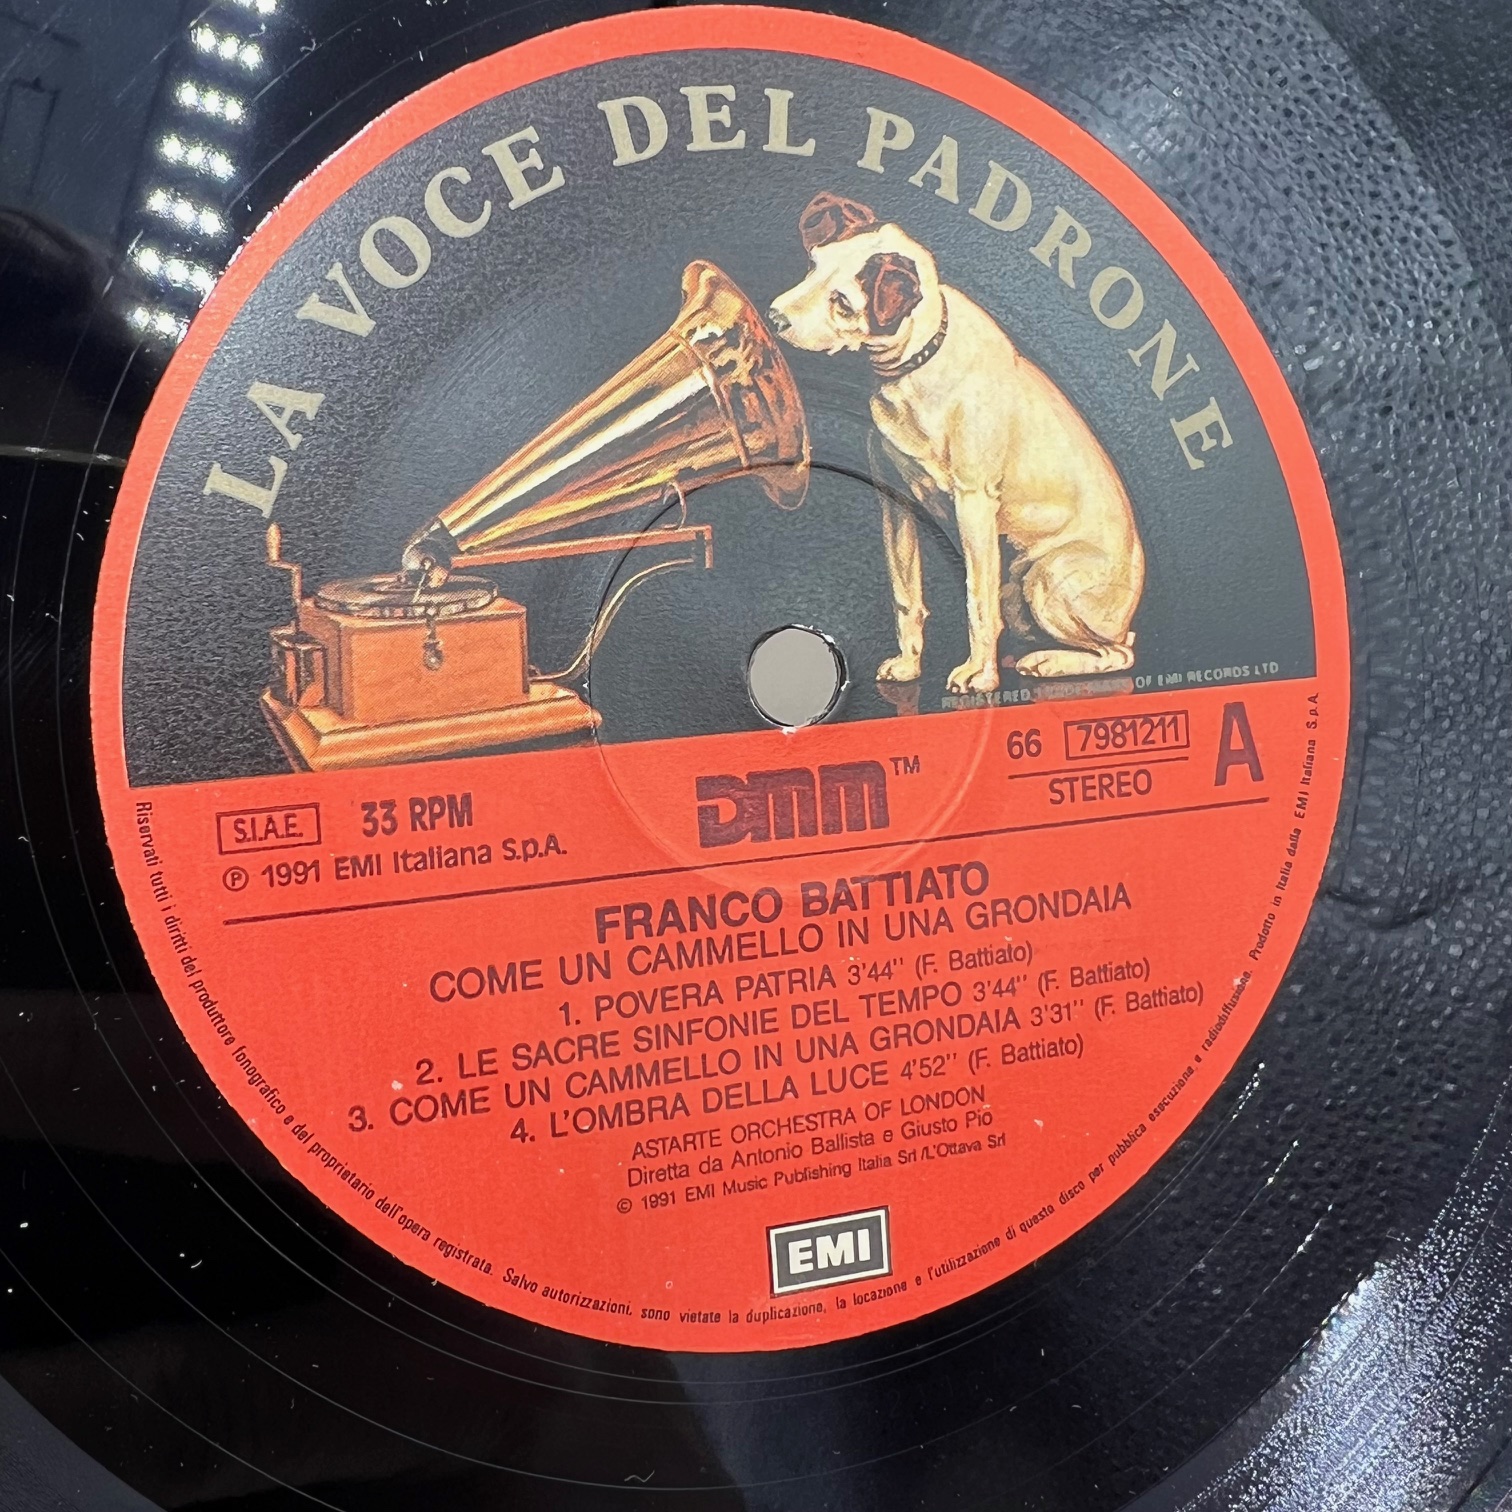 LA VOCE DEL PADRONE
REGISTERED TRADE MARK OF EMI RECORDS LTD
S.I.A.E. 33 RPM
℗ 1991 EMI Italiana S.p.A.
DMM™
66 7981211
STEREO
A
FRANCO BATTIATO
COME UN CAMMELLO IN UNA GRONDAIA
1. POVERA PATRIA 3'44'' (F. Battiato)
2. LE SACRE SINFONIE DEL TEMPO 3'44'' (F. Battiato)
3. COME UN CAMMELLO IN UNA GRONDAIA 3'31'' (F. Battiato)
4. L'OMBRA DELLA LUCE 4'52'' (F. Battiato)
ASTARTE ORCHESTRA OF LONDON
Diretta da Antonio Ballista e Giusto Pio
© 1991 EMI Music Publishing Italia Srl /L'Ottava Srl
EMI
Riservati tutti i diritti del produttore fonografico e del proprietario dell'opera registrata. Salvo autorizzazioni, sono vietate la duplicazione, la locazione e l'utilizzazione di questo disco per pubblica esecuzione e radiodiffusione. Prodotto in Italia dalla EMI Italiana S.p.A.